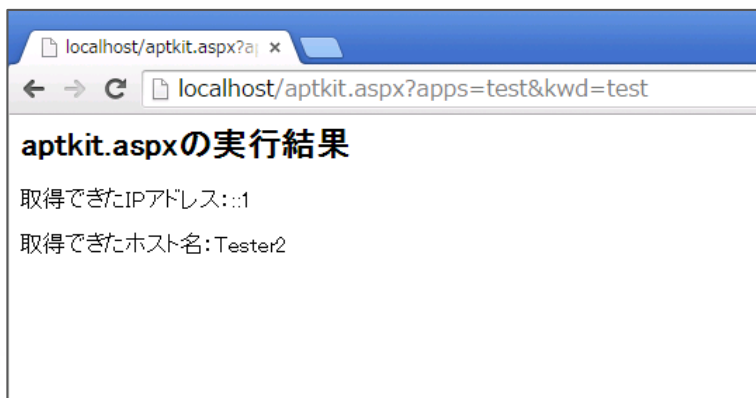 localhost/aptkit.aspx?a
localhost/aptkit.aspx?apps=test&kwd=test
aptkit.aspxの実行結果
取得できたIPアドレス：::1
取得できたホスト名：Tester2